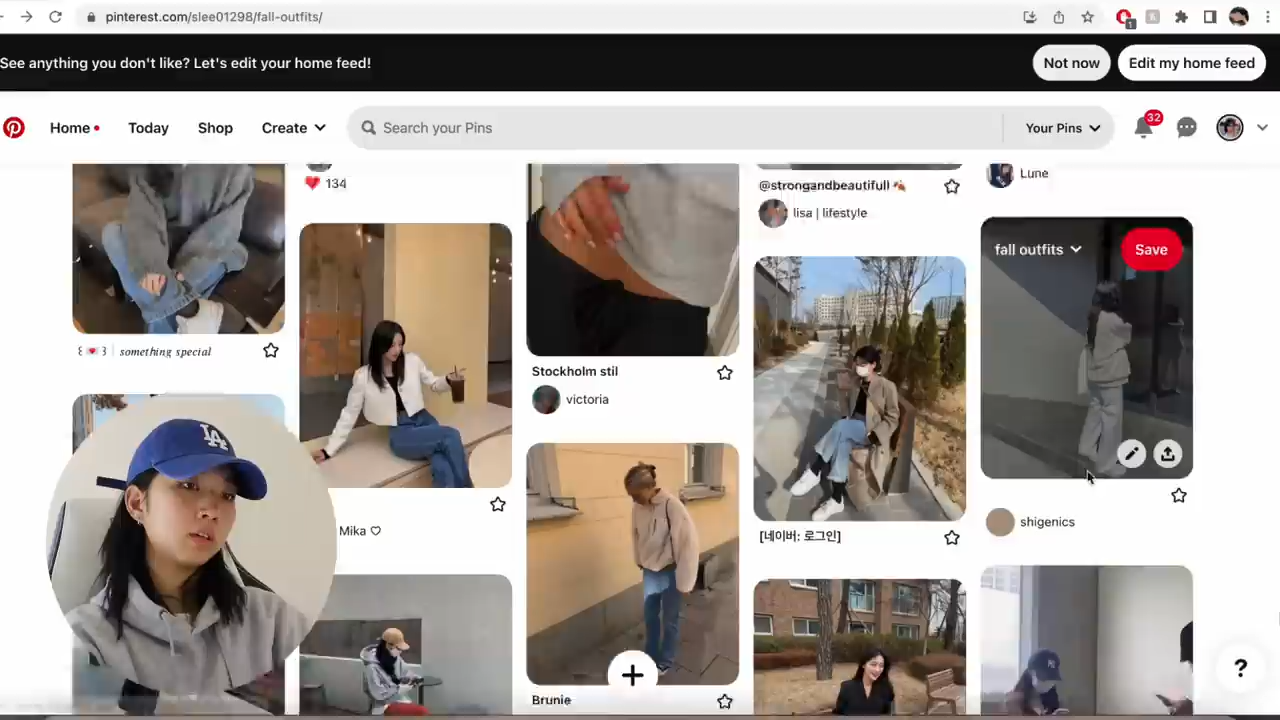 pinterest.com/slee01298/fall-outfits/
1
See anything you don't like? Let's edit your home feed!
Not now
Edit my home feed
Home
Today
Shop
Create
Search your Pins
Your Pins
32
134
꒰ 💌 ꒱ something special
LA
Mika ♡
Stockholm stil
victoria
Brunie
@strongandbeautifull 🍂
lisa | lifestyle
[네이버: 로그인]
Lune
fall outfits
Save
shigenics
+
?